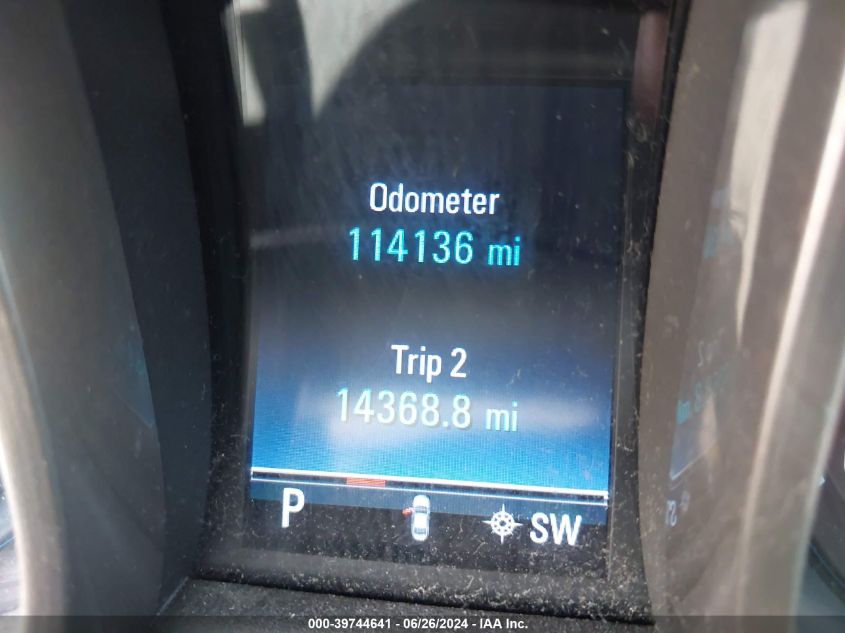 Odometer
114136 mi
Trip 2
14368.8 mi
P
SW
000-39744641 - 06/26/2024 - IAA Inc.